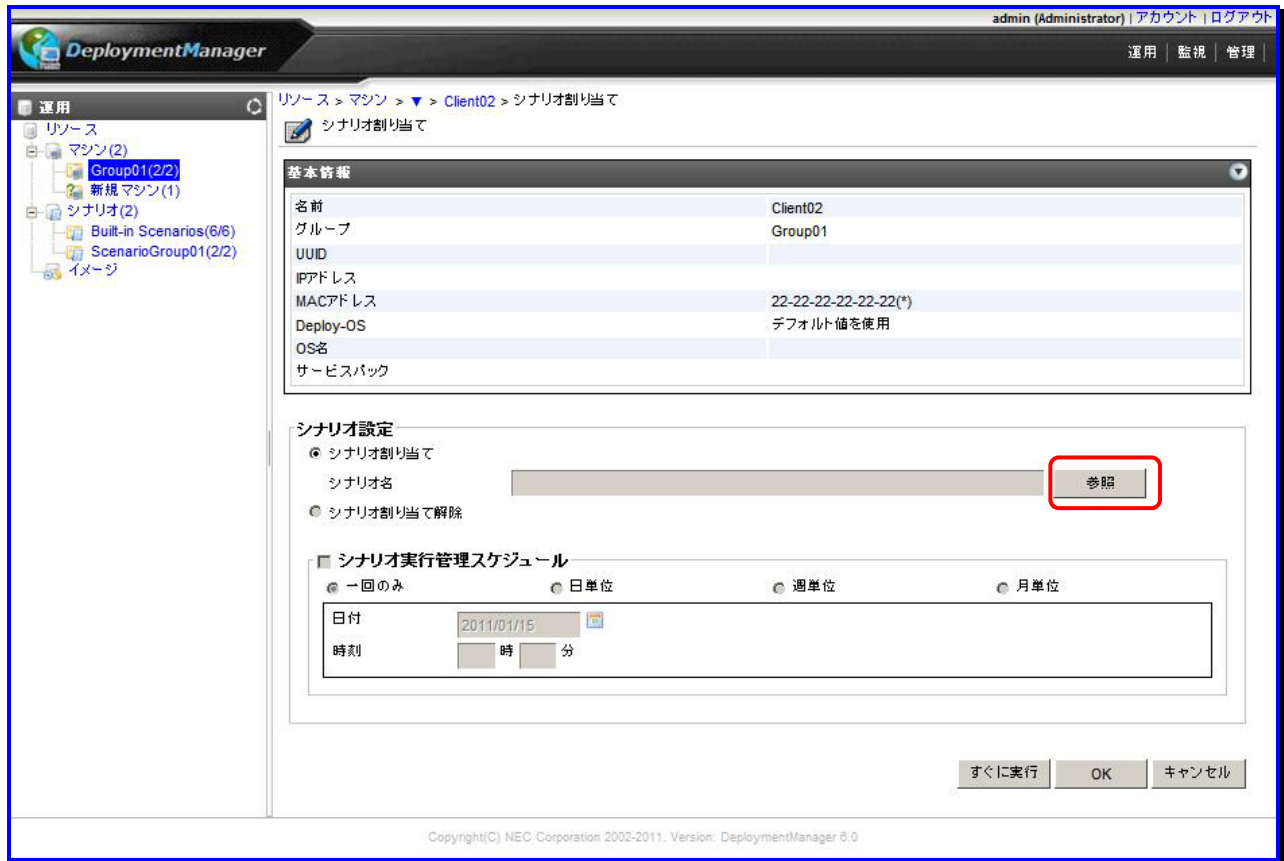 admin (Administrator) | アカウント | ログアウト
DeploymentManager
運用 | 監視 | 管理 |
運用
リソース
マシン(2)
Group01(2/2)
新規マシン(1)
シナリオ(2)
Built-in Scenarios(6/6)
ScenarioGroup01(2/2)
イメージ
リソース > マシン > ▼ > Client02 > シナリオ割り当て
シナリオ割り当て
基本情報
名前 Client02
グループ Group01
UUID
IPアドレス
MACアドレス 22-22-22-22-22-22(*)
Deploy-OS デフォルト値を使用
OS名
サービスパック
シナリオ設定
シナリオ割り当て
シナリオ名 参照
シナリオ割り当て解除
シナリオ実行管理スケジュール
一回のみ 日単位 週単位 月単位
日付 2011/01/15
時刻 時 分
すぐに実行 OK キャンセル
Copyright(C) NEC Corporation 2002-2011. Version: DeploymentManager 6.0